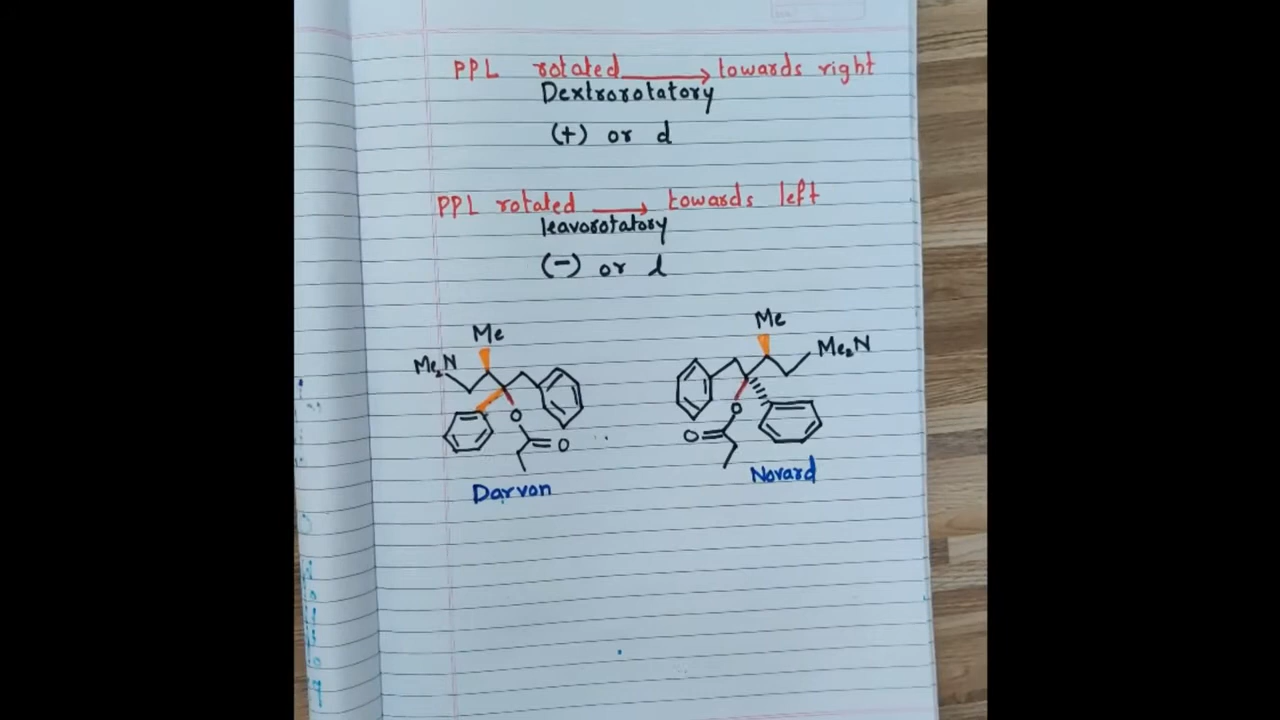 PPL rotated → towards right
Dextrorotatory
(+) or d
PPL rotated → towards left
leavorotatory
(-) or l
Me
Me
Me₂N
Me₂N
O
O
O
O
Darvon
Novard